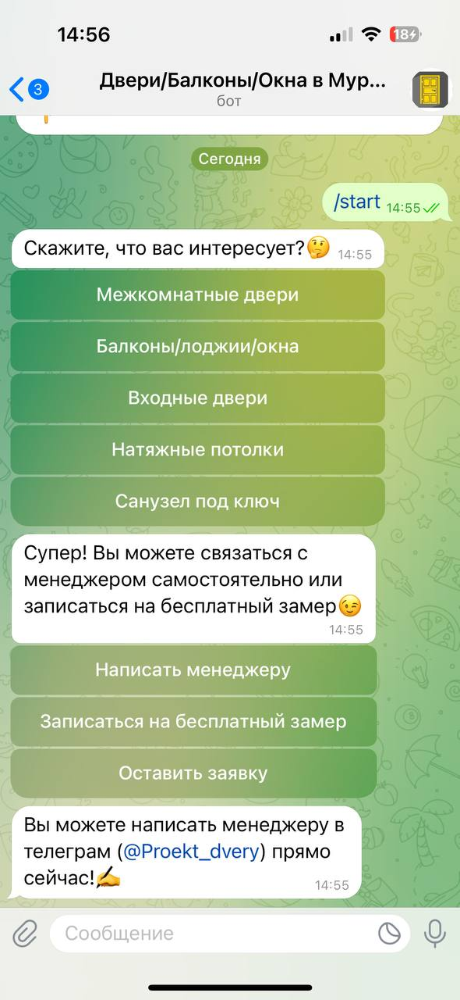 14:56
18
3
Двери/Балконы/Окна в Мур...
бот
Сегодня
/start 14:55
Скажите, что вас интересует?🤔 14:55
Межкомнатные двери
Балконы/лоджии/окна
Входные двери
Натяжные потолки
Санузел под ключ
Супер! Вы можете связаться с
менеджером самостоятельно или
записаться на бесплатный замер😉
14:55
Написать менеджеру
Записаться на бесплатный замер
Оставить заявку
Вы можете написать менеджеру в
телеграм (@Proekt_dvery) прямо
сейчас!✍️ 14:55
Сообщение